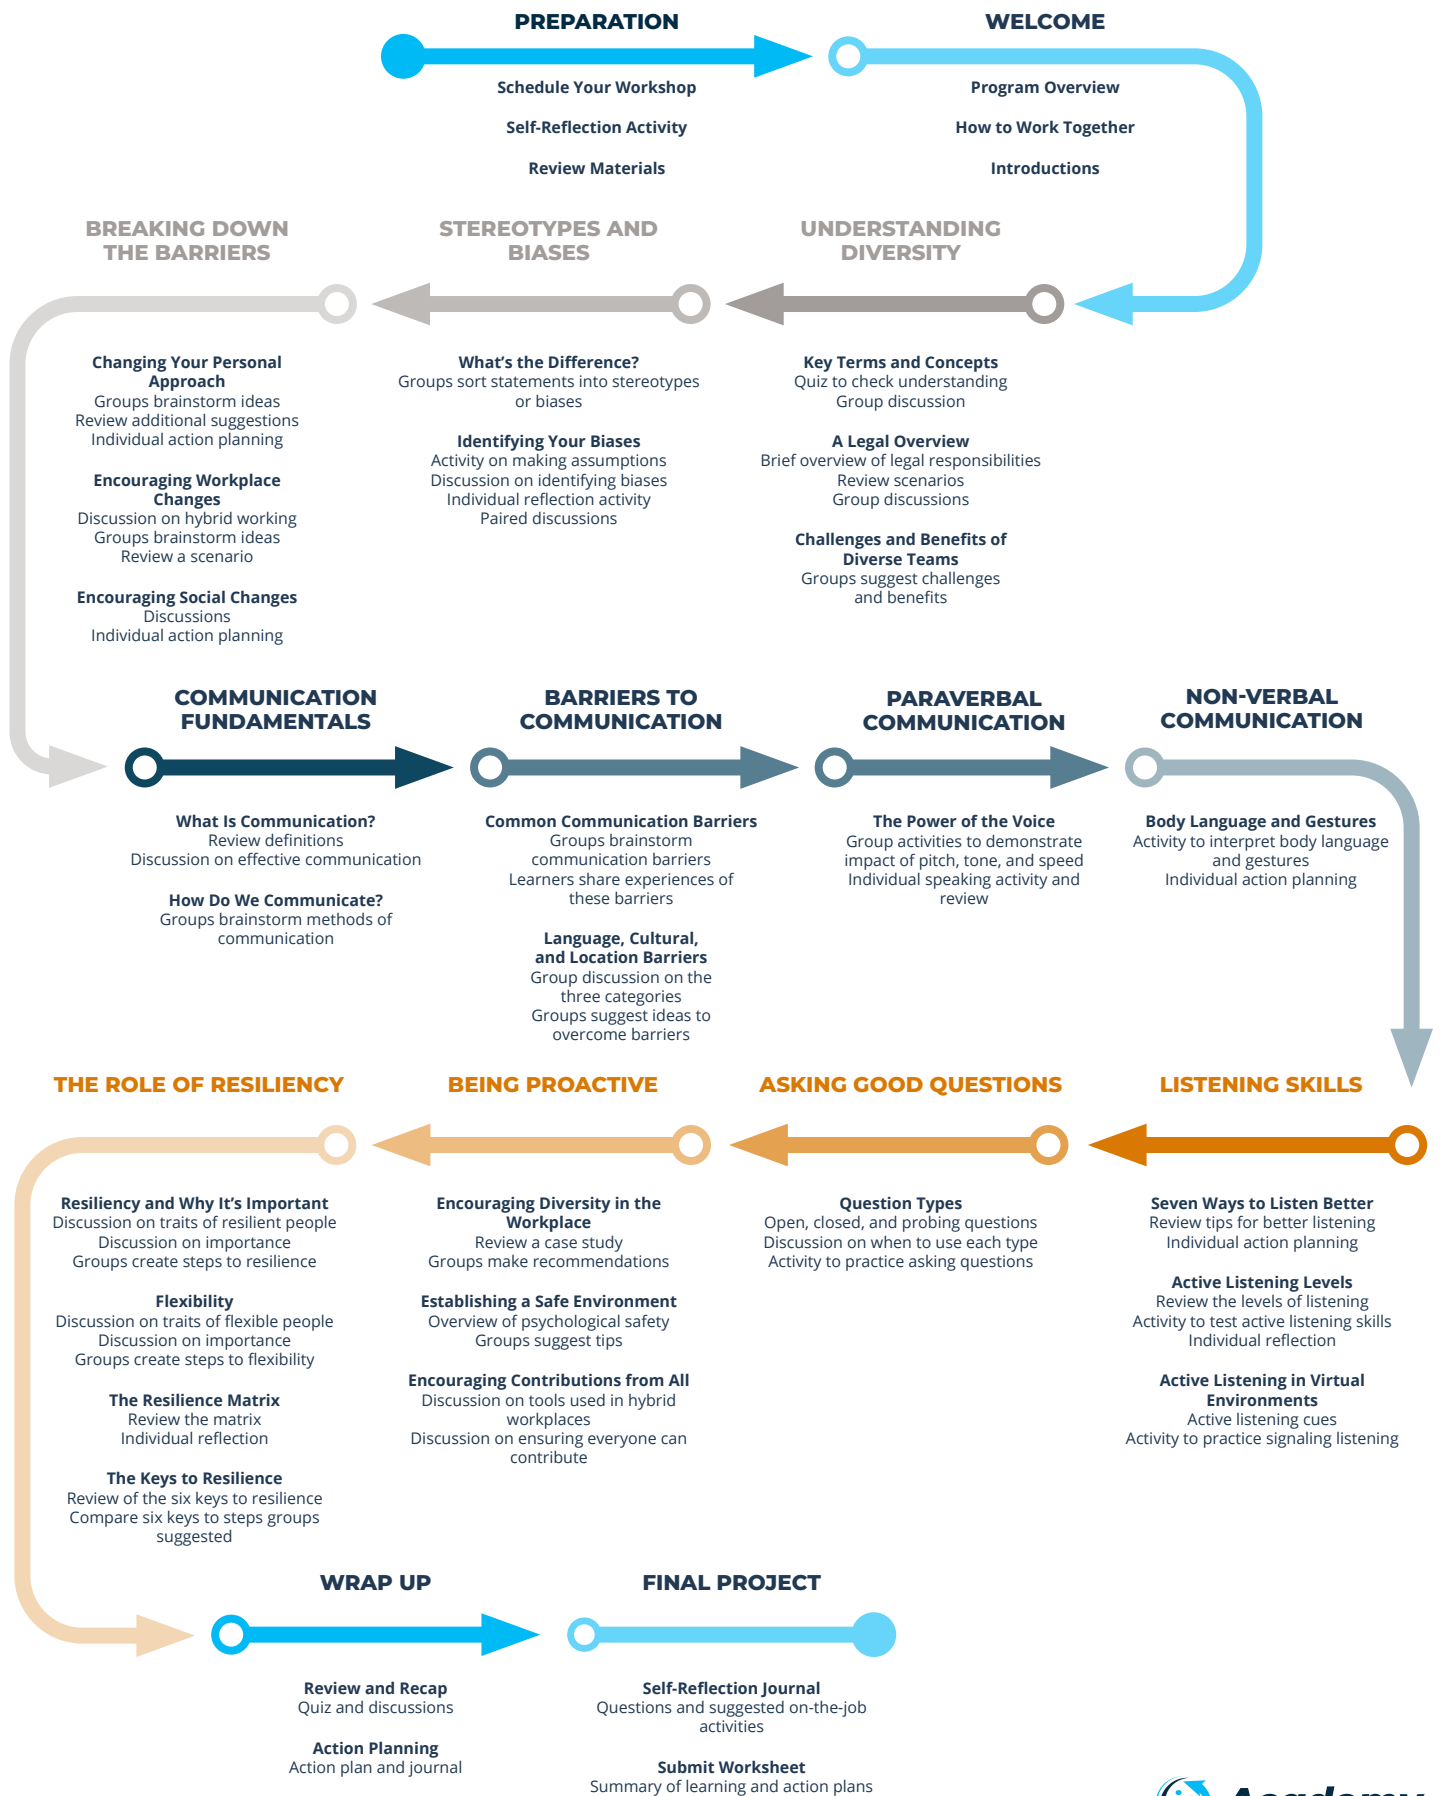 PREPARATION
Schedule Your Workshop
Self-Reflection Activity
Review Materials
WELCOME
Program Overview
How to Work Together
Introductions
UNDERSTANDING
DIVERSITY
Key Terms and Concepts
Quiz to check understanding
Group discussion
A Legal Overview
Brief overview of legal responsibilities
Review scenarios
Group discussions
Challenges and Benefits of
Diverse Teams
Groups suggest challenges
and benefits
STEREOTYPES AND
BIASES
What's the Difference?
Groups sort statements into stereotypes
or biases
Identifying Your Biases
Activity on making assumptions
Discussion on identifying biases
Individual reflection activity
Paired discussions
BREAKING DOWN
THE BARRIERS
Changing Your Personal
Approach
Groups brainstorm ideas
Review additional suggestions
Individual action planning
Encouraging Workplace
Changes
Discussion on hybrid working
Groups brainstorm ideas
Review a scenario
Encouraging Social Changes
Discussions
Individual action planning
COMMUNICATION
FUNDAMENTALS
What Is Communication?
Review definitions
Discussion on effective communication
How Do We Communicate?
Groups brainstorm methods of
communication
BARRIERS TO
COMMUNICATION
Common Communication Barriers
Groups brainstorm
communication barriers
Learners share experiences of
these barriers
Language, Cultural,
and Location Barriers
Group discussion on the
three categories
Groups suggest ideas to
overcome barriers
PARAVERBAL
COMMUNICATION
The Power of the Voice
Group activities to demonstrate
impact of pitch, tone, and speed
Individual speaking activity and
review
NON-VERBAL
COMMUNICATION
Body Language and Gestures
Activity to interpret body language
and gestures
Individual action planning
LISTENING SKILLS
Seven Ways to Listen Better
Review tips for better listening
Individual action planning
Active Listening Levels
Review the levels of listening
Activity to test active listening skills
Individual reflection
Active Listening in Virtual
Environments
Active listening cues
Activity to practice signaling listening
ASKING GOOD QUESTIONS
Question Types
Open, closed, and probing questions
Discussion on when to use each type
Activity to practice asking questions
BEING PROACTIVE
Encouraging Diversity in the
Workplace
Review a case study
Groups make recommendations
Establishing a Safe Environment
Overview of psychological safety
Groups suggest tips
Encouraging Contributions from All
Discussion on tools used in hybrid
workplaces
Discussion on ensuring everyone can
contribute
THE ROLE OF RESILIENCY
Resiliency and Why It's Important
Discussion on traits of resilient people
Discussion on importance
Groups create steps to resilience
Flexibility
Discussion on traits of flexible people
Discussion on importance
Groups create steps to flexibility
The Resilience Matrix
Review the matrix
Individual reflection
The Keys to Resilience
Review of the six keys to resilience
Compare six keys to steps groups
suggested
WRAP UP
Review and Recap
Quiz and discussions
Action Planning
Action plan and journal
FINAL PROJECT
Self-Reflection Journal
Questions and suggested on-the-job
activities
Submit Worksheet
Summary of learning and action plans
Academy